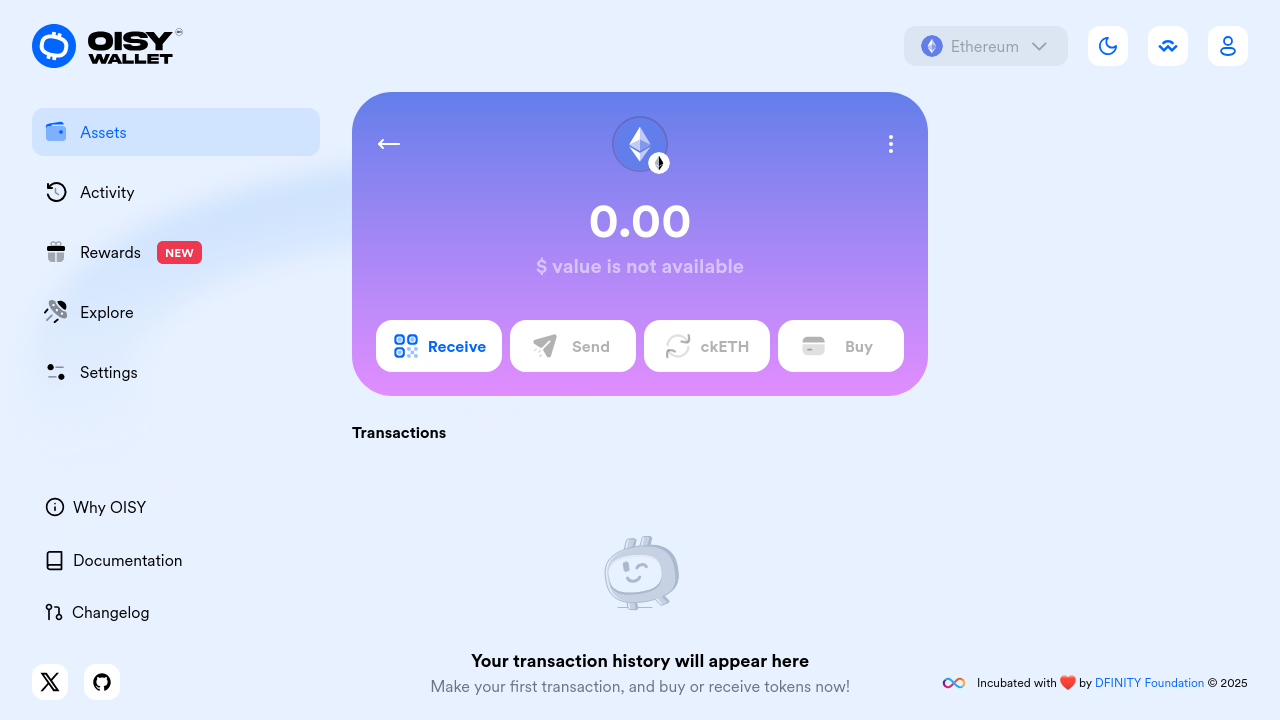 OISY
WALLET
Ethereum
Assets
Activity
Rewards NEW
Explore
Settings
Why OISY
Documentation
Changelog
0.00
$ value is not available
Receive
Send
ckETH
Buy
Transactions
Your transaction history will appear here
Make your first transaction, and buy or receive tokens now!
Incubated with ❤️ by DFINITY Foundation © 2025